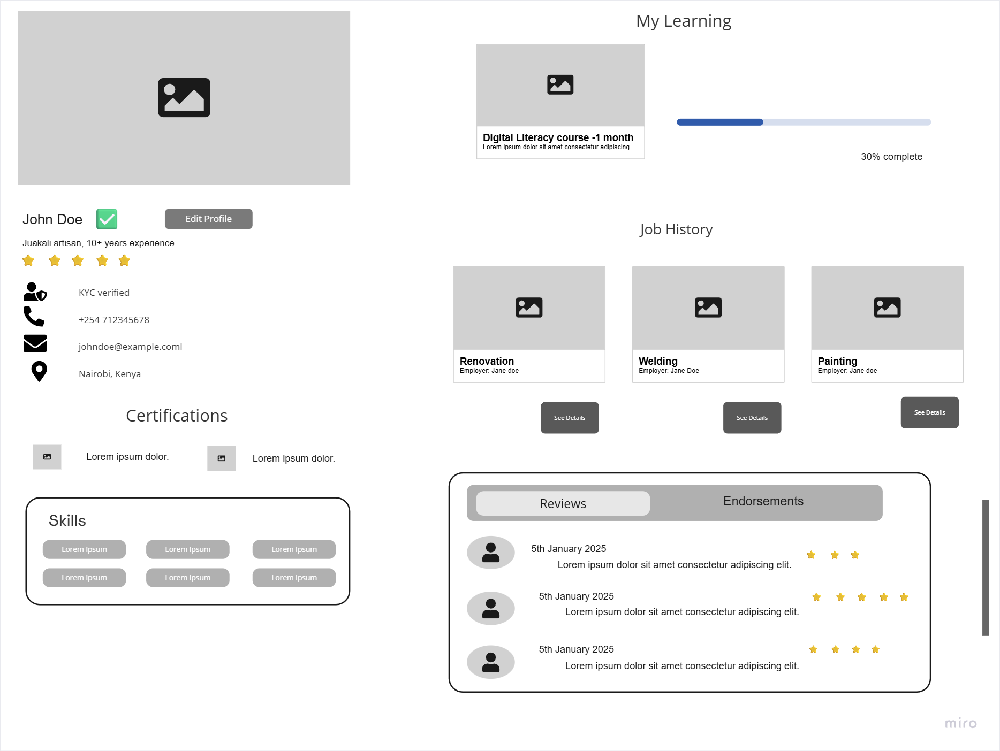 John Doe
Edit Profile
Juakali artisan, 10+ years experience
KYC verified
+254 712345678
johndoe@example.coml
Nairobi, Kenya
Certifications
Lorem ipsum dolor.
Lorem ipsum dolor.
Skills
Lorem Ipsum
Lorem Ipsum
Lorem Ipsum
Lorem Ipsum
Lorem Ipsum
Lorem Ipsum
My Learning
Digital Literacy course -1 month
Lorem ipsum dolor sit amet consectetur adipiscing ...
30% complete
Job History
Renovation
Employer: Jane doe
See Details
Welding
Employer: Jane Doe
See Details
Painting
Employer: Jane doe
See Details
Reviews
Endorsements
5th January 2025
Lorem ipsum dolor sit amet consectetur adipiscing elit.
5th January 2025
Lorem ipsum dolor sit amet consectetur adipiscing elit.
5th January 2025
Lorem ipsum dolor sit amet consectetur adipiscing elit.
miro